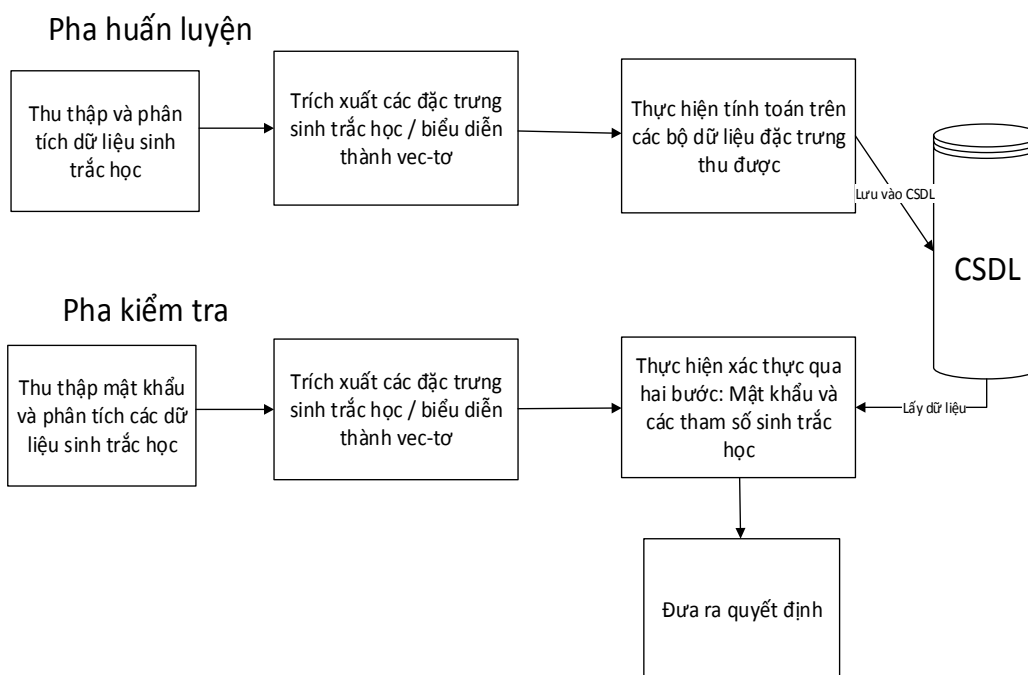 Pha huấn luyện
Thu thập và phân
tích dữ liệu sinh
trắc học
Trích xuất các đặc trưng
sinh trắc học / biểu diễn
thành vec-tơ
Thực hiện tính toán trên
các bộ dữ liệu đặc trưng
thu được
Lưu vào CSDL
CSDL
Pha kiểm tra
Thu thập mật khẩu
và phân tích các dữ
liệu sinh trắc học
Trích xuất các đặc trưng
sinh trắc học / biểu diễn
thành vec-tơ
Thực hiện xác thực qua
hai bước: Mật khẩu và
các tham số sinh trắc
học
Lấy dữ liệu
Đưa ra quyết định